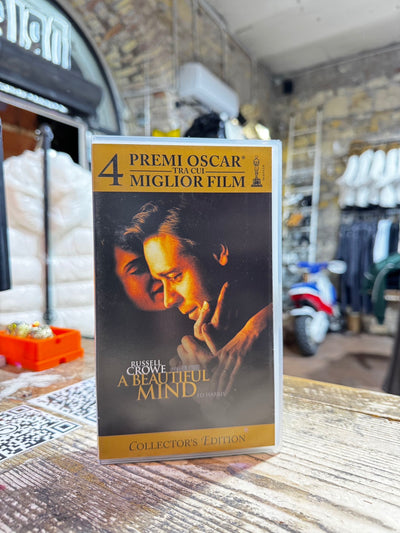 4 PREMI OSCAR®
TRA CUI
MIGLIOR FILM
RUSSELL
CROWE
A BEAUTIFUL
MIND
ED HARRIS
COLLECTOR'S EDITION